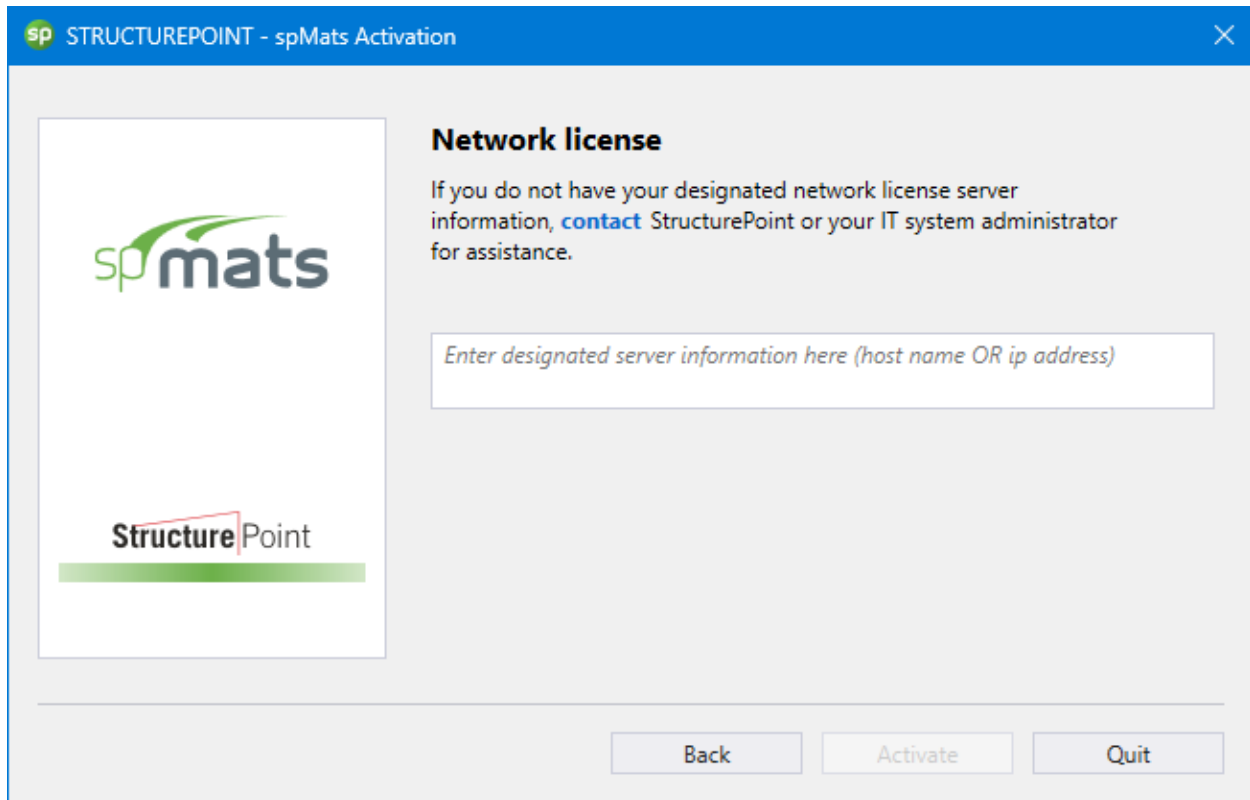 sp STRUCTUREPOINT - spMats Activation
spmats
StructurePoint
Network license
If you do not have your designated network license server
information, contact StructurePoint or your IT system administrator
for assistance.
Enter designated server information here (host name OR ip address)
Back
Activate
Quit